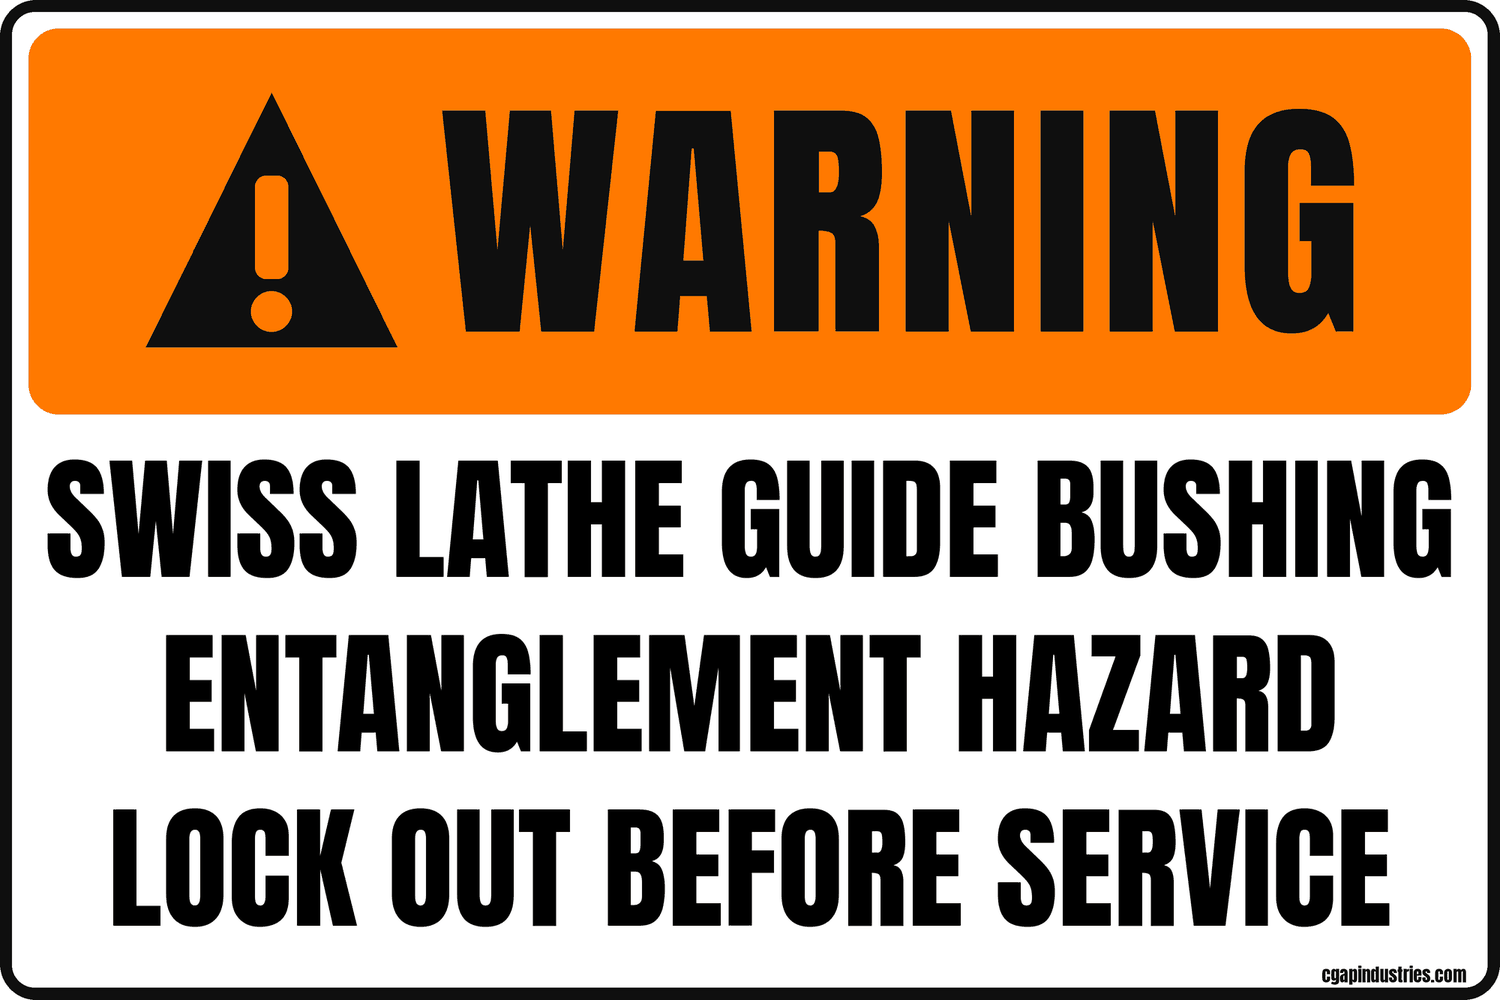 WARNING
SWISS LATHE GUIDE BUSHING
ENTANGLEMENT HAZARD
LOCK OUT BEFORE SERVICE
cgapindustries.com